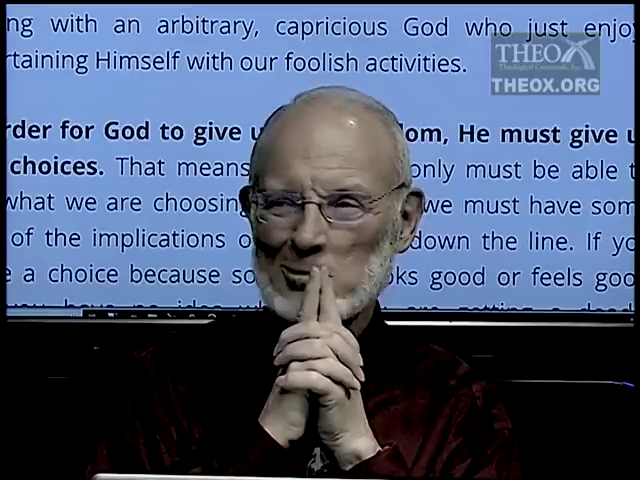 ng with an arbitrary, capricious God who just enjoy
rtaining Himself with our foolish activities.
THEOX
THEOX.ORG
rder for God to give u dom, He must give u
choices. That means only must be able t
what we are choosing we must have som
of the implications o down the line. If yo
e a choice because so oks good or feels goo